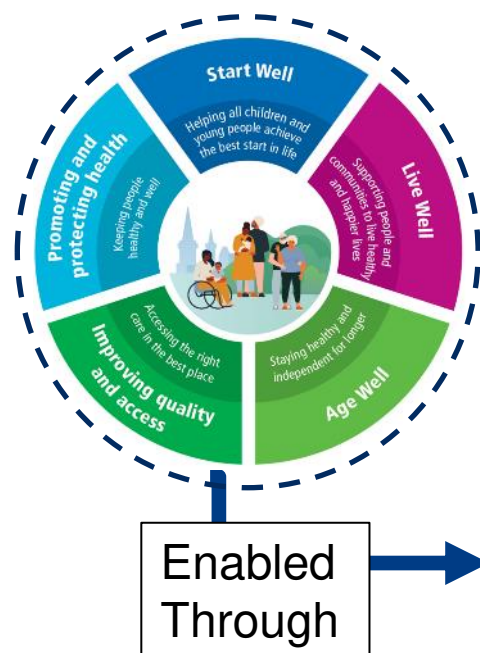 Start Well
Helping all children and
young people achieve
the best start in life
Live Well
Supporting people and
communities to live healthy
and happier lives
Age Well
Staying healthy and
independent for longer
Improving quality
and access
Accessing the right
care in the best place
Promoting and
protecting health
Keeping people
healthy and well
Enabled
Through